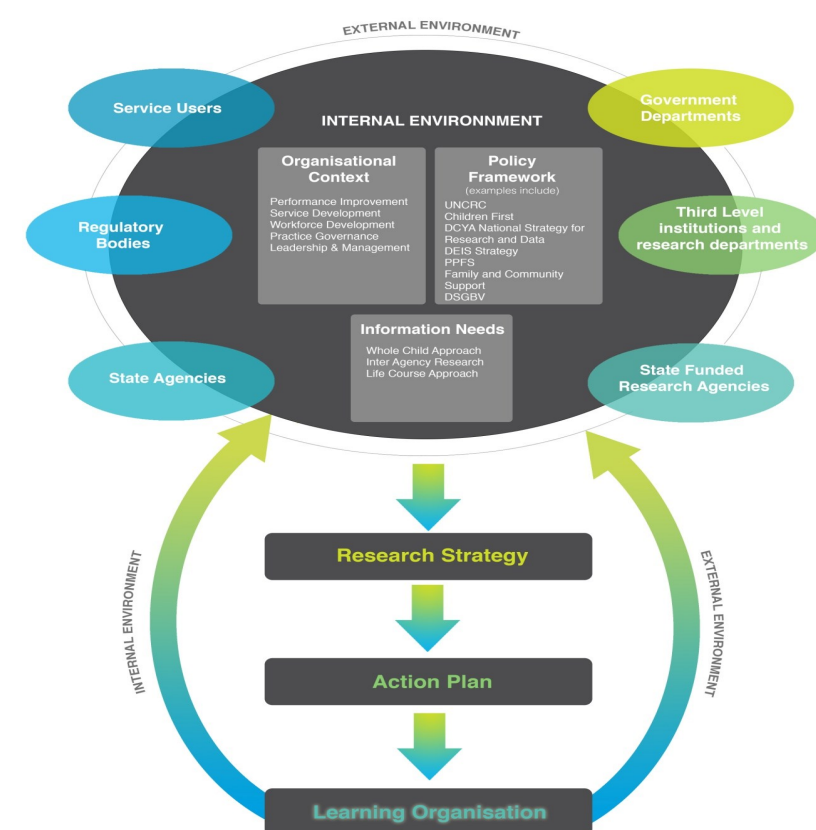 EXTERNAL ENVIRONMENT
Service Users
Government
Departments
INTERNAL ENVIRONNMENT
Organisational
Context
Performance Improvement
Service Development
Workforce Development
Practice Governance
Leadership & Management
Policy
Framework
(examples include)
UNCRC
Children First
DCYA National Strategy for
Research and Data
DEIS Strategy
PPFS
Family and Community
Support
DSGBV
Regulatory
Bodies
Third Level
institutions and
research departments
Information Needs
Whole Child Approach
Inter Agency Research
Life Course Approach
State Agencies
State Funded
Research Agencies
INTERNAL ENVIRONMENT
EXTERNAL ENVIRONMENT
Research Strategy
Action Plan
Learning Organisation